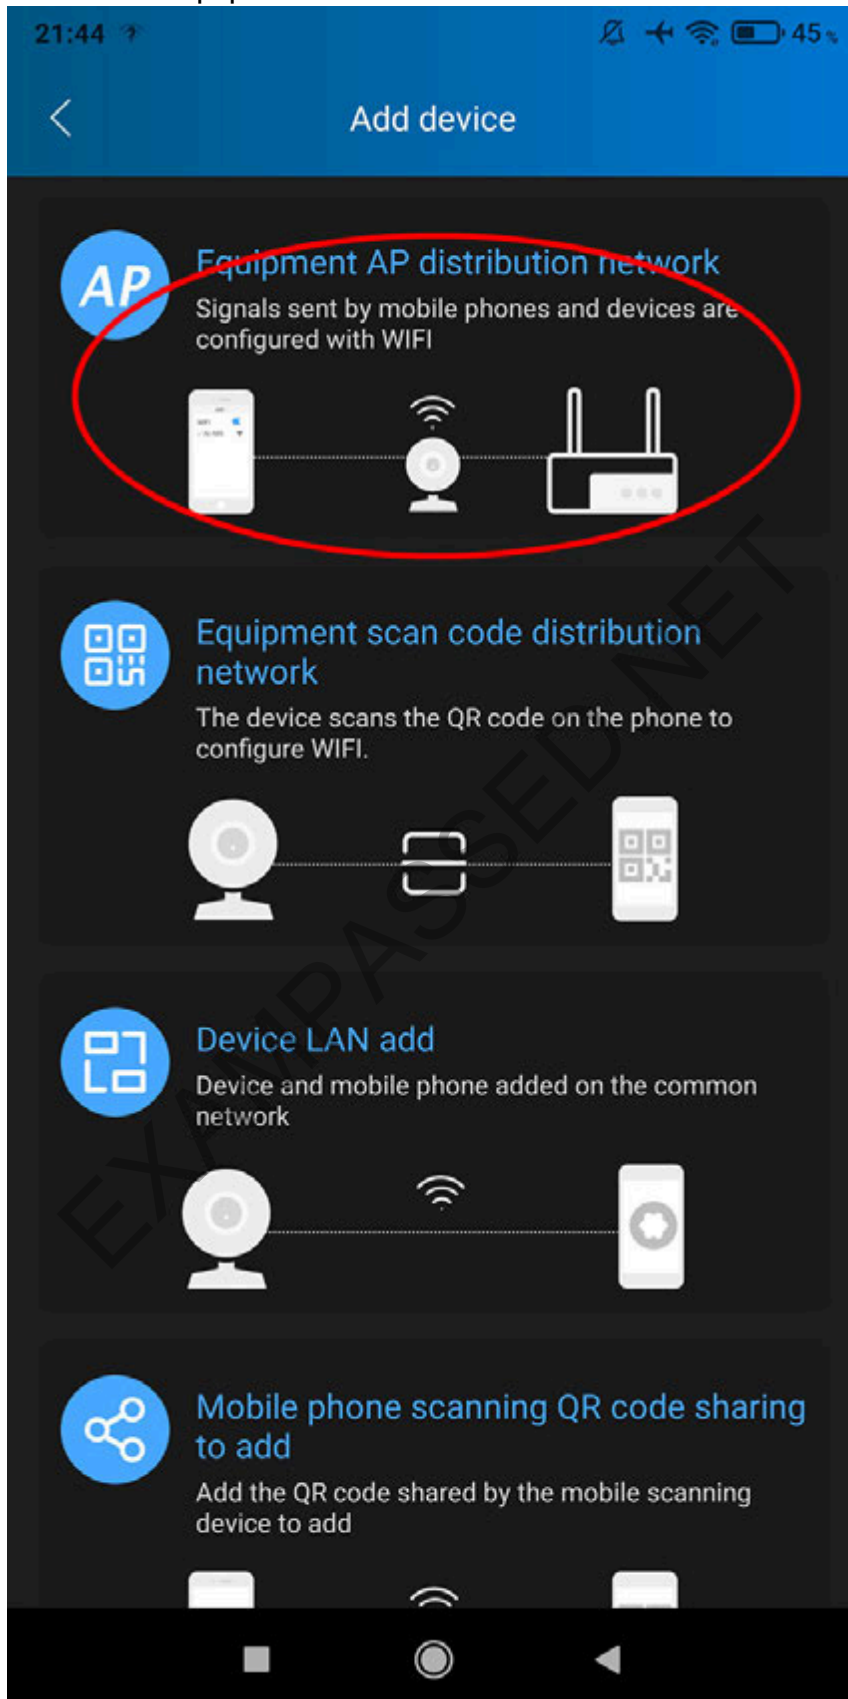 21:44
45 %
Add device
AP
Equipment AP distribution network
Signals sent by mobile phones and devices are
configured with WIFI
Equipment scan code distribution
network
The device scans the QR code on the phone to
configure WIFI.
Device LAN add
Device and mobile phone added on the common
network
Mobile phone scanning QR code sharing
to add
Add the QR code shared by the mobile scanning
device to add
EXAMPASSED.NET